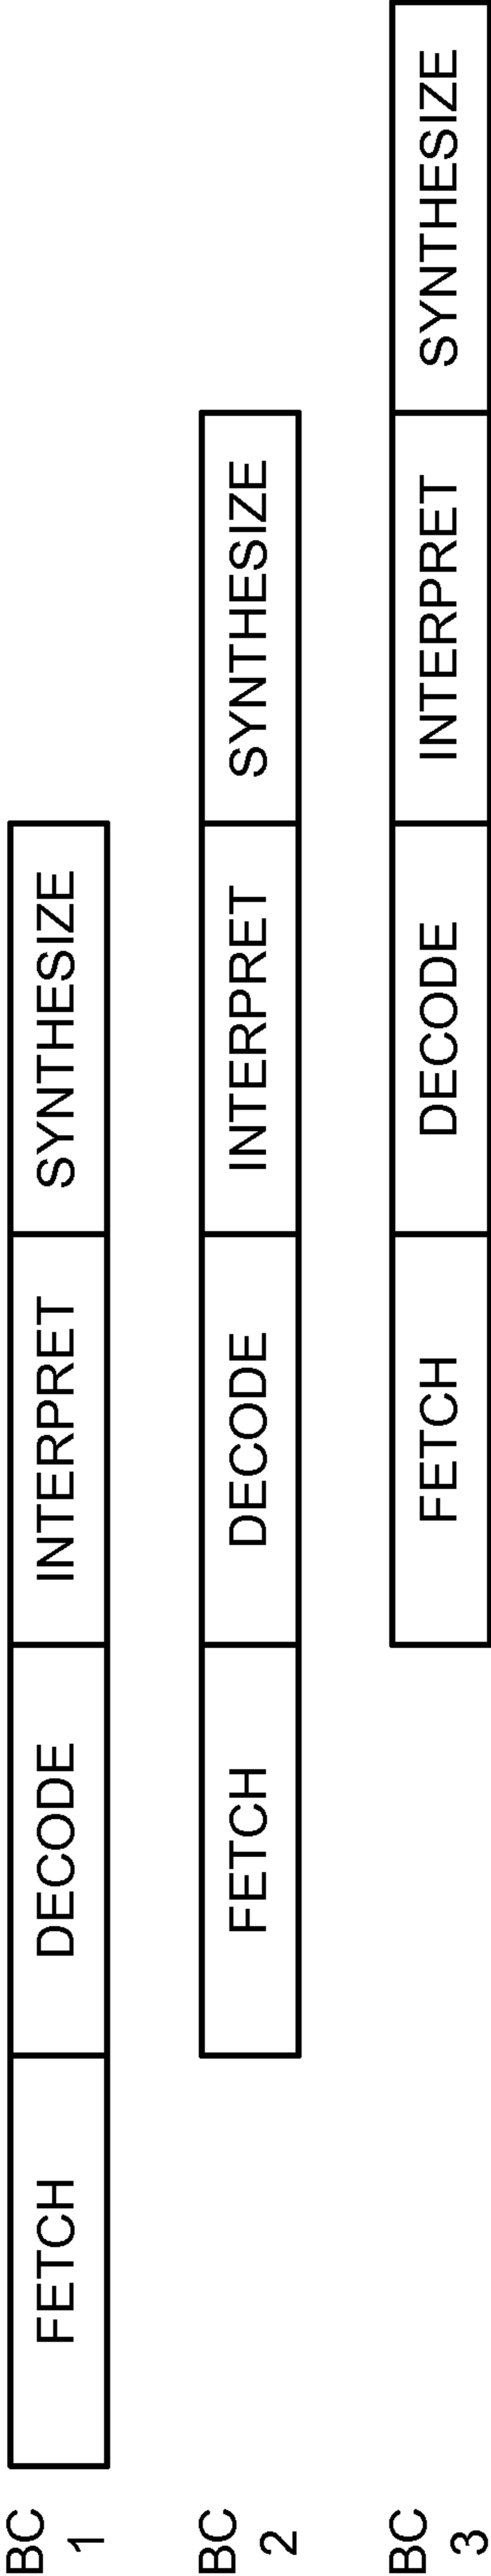 BC
1
FETCH
DECODE
INTERPRET
SYNTHESIZE
BC
2
FETCH
DECODE
INTERPRET
SYNTHESIZE
BC
3
FETCH
DECODE
INTERPRET
SYNTHESIZE